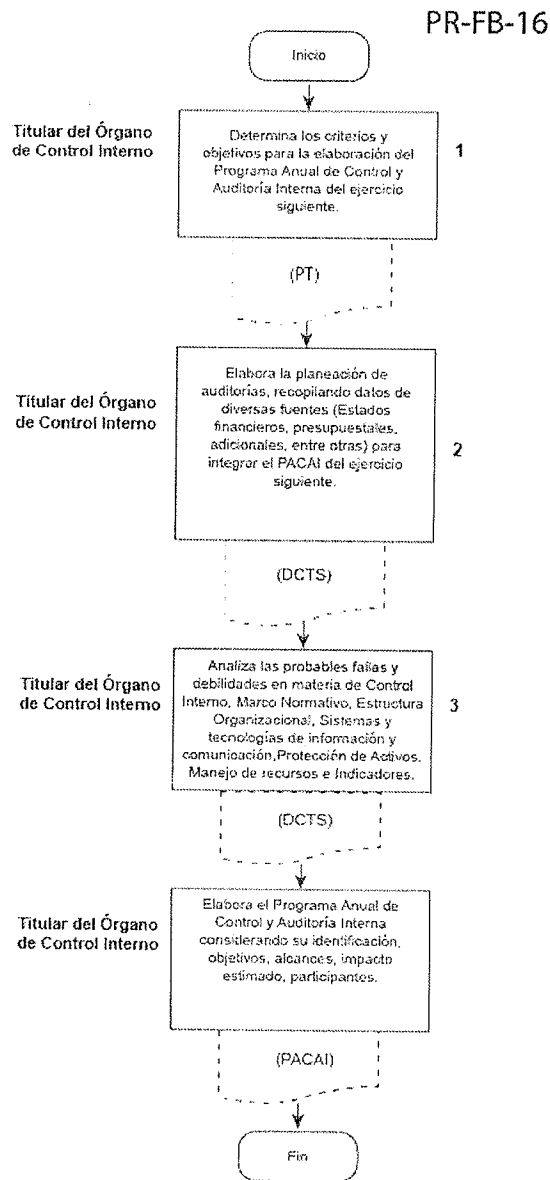 PR-FB-16
Inicio
Titular del Órgano
de Control Interno
Determina los criterios y
objetivos para la elaboración del
Programa Anual de Control y
Auditoría Interna del ejercicio
siguiente.
1
(PT)
Titular del Órgano
de Control Interno
Elabora la planeación de
auditorías, recopilando datos de
diversas fuentes (Estados
financieros, presupuestales,
adicionales, entre otras) para
integrar el PACAI del ejercicio
siguiente.
2
(DCTS)
Titular del Órgano
de Control Interno
Analiza las probables fallas y
debilidades en materia de Control
Interno, Marco Normativo, Estructura
Organizacional, Sistemas y
tecnologías de información y
comunicación,Protección de Activos.
Manejo de recursos e Indicadores.
3
(DCTS)
Titular del Órgano
de Control Interno
Elabora el Programa Anual de
Control y Auditoría Interna
considerando su identificación,
objetivos, alcances, impacto
estimado, participantes.
(PACAI)
Fin